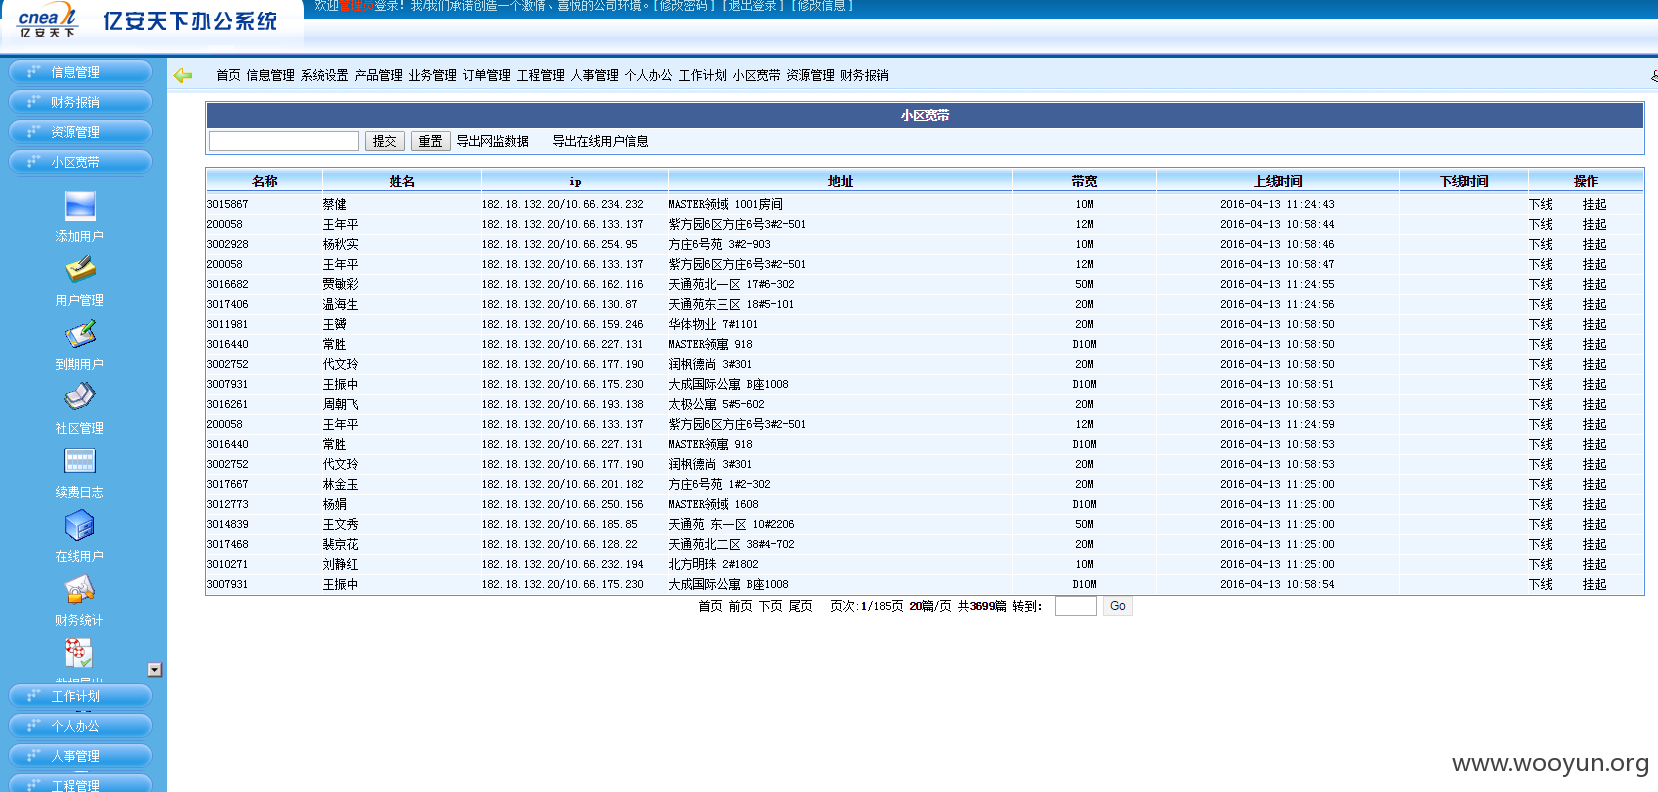 欢迎管理员登录！我/我们承诺创造一个激情、喜悦的公司环境。[修改密码] [退出登录] [修改信息]
cnea
亿安天下
亿安天下办公系统
首页 信息管理 系统设置 产品管理 业务管理 订单管理 工程管理 人事管理 个人办公 工作计划 小区宽带 资源管理 财务报销
信息管理
财务报销
资源管理
小区宽带
添加用户
用户管理
到期用户
社区管理
续费日志
在线用户
财务统计
工作计划
个人办公
人事管理
工程管理
小区宽带
提交 重置 导出网监数据 导出在线用户信息
名称 姓名 ip 地址 带宽 上线时间 下线时间 操作
3015867 蔡健 182.18.132.20/10.66.234.232 MASTER领域 1001房间 10M 2016-04-13 11:24:43 下线 挂起
200058 王年平 182.18.132.20/10.66.133.137 紫方园6区方庄6号3#2-501 12M 2016-04-13 10:58:44 下线 挂起
3002928 杨秋实 182.18.132.20/10.66.254.95 方庄6号苑 3#2-903 10M 2016-04-13 10:58:46 下线 挂起
200058 王年平 182.18.132.20/10.66.133.137 紫方园6区方庄6号3#2-501 12M 2016-04-13 10:58:47 下线 挂起
3016682 贾敏彩 182.18.132.20/10.66.162.116 天通苑北一区 17#6-302 50M 2016-04-13 11:24:55 下线 挂起
3017406 温海生 182.18.132.20/10.66.130.87 天通苑东三区 18#5-101 20M 2016-04-13 11:24:56 下线 挂起
3011981 王 182.18.132.20/10.66.159.246 华体物业 7#1101 20M 2016-04-13 10:58:50 下线 挂起
3016440 常胜 182.18.132.20/10.66.227.131 MASTER领寓 918 D10M 2016-04-13 10:58:50 下线 挂起
3002752 代文玲 182.18.132.20/10.66.177.190 润枫德尚 3#301 20M 2016-04-13 10:58:50 下线 挂起
3007931 王振中 182.18.132.20/10.66.175.230 大成国际公寓 B座1008 D10M 2016-04-13 10:58:51 下线 挂起
3016261 周朝飞 182.18.132.20/10.66.193.138 太极公寓 5#5-602 20M 2016-04-13 10:58:53 下线 挂起
200058 王年平 182.18.132.20/10.66.133.137 紫方园6区方庄6号3#2-501 12M 2016-04-13 11:24:59 下线 挂起
3016440 常胜 182.18.132.20/10.66.227.131 MASTER领寓 918 D10M 2016-04-13 10:58:53 下线 挂起
3002752 代文玲 182.18.132.20/10.66.177.190 润枫德尚 3#301 20M 2016-04-13 10:58:53 下线 挂起
3017667 林金玉 182.18.132.20/10.66.201.182 方庄6号苑 1#2-302 20M 2016-04-13 11:25:00 下线 挂起
3012773 杨娟 182.18.132.20/10.66.250.156 MASTER领域 1608 D10M 2016-04-13 11:25:00 下线 挂起
3014839 王文秀 182.18.132.20/10.66.185.85 天通苑 东一区 10#2206 50M 2016-04-13 11:25:00 下线 挂起
3017468 裴京花 182.18.132.20/10.66.128.22 天通苑北二区 38#4-702 20M 2016-04-13 11:25:00 下线 挂起
3010271 刘静红 182.18.132.20/10.66.232.194 北方明珠 2#1802 10M 2016-04-13 11:25:00 下线 挂起
3007931 王振中 182.18.132.20/10.66.175.230 大成国际公寓 B座1008 D10M 2016-04-13 10:58:54 下线 挂起
首页 前页 下页 尾页 页次:1/185页 20篇/页 共3699篇 转到： Go
www.wooyun.org